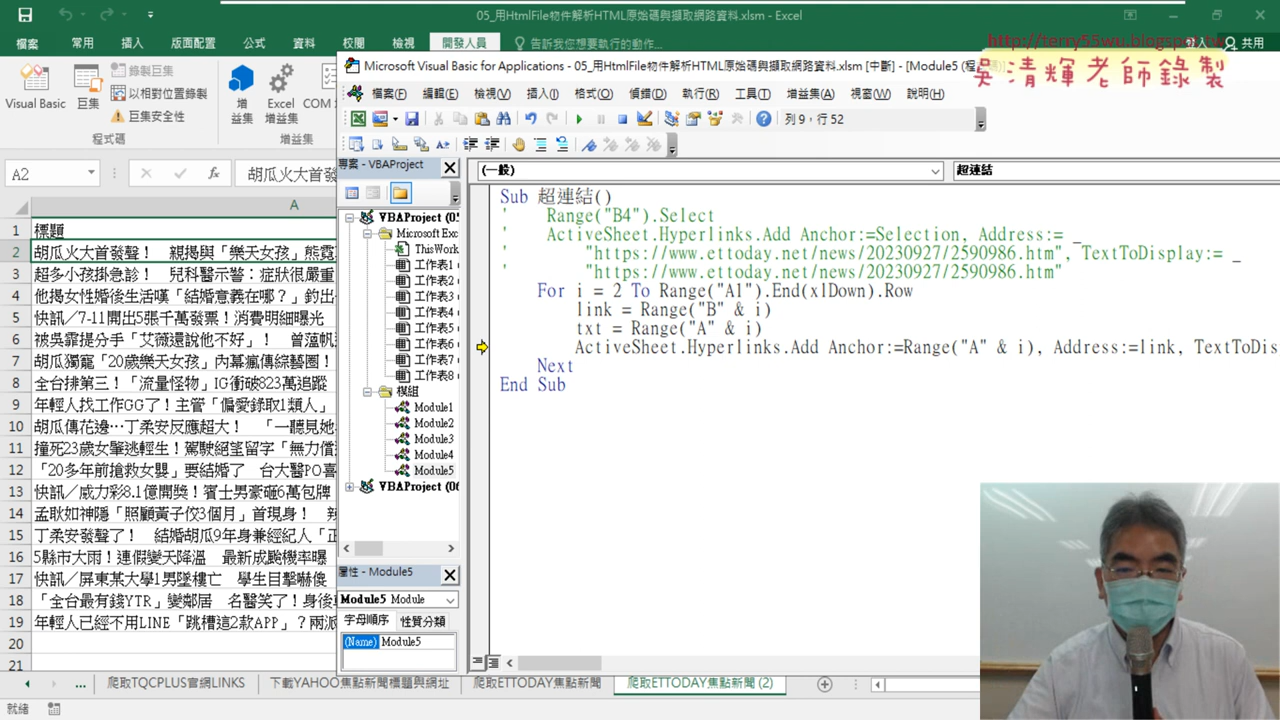 05_用HtmlFile物件解析HTML原始碼與擷取網路資料.xlsm - Excel
檔案 常用 插入 版面配置 公式 資料 校閱 檢視 開發人員 告訴我您想要執行的動作... 登入 共用
http://terry55wu.blogspot.tw
吳清輝老師錄製
Visual Basic 巨集 錄製巨集 以相對位置錄製 巨集安全性 程式碼
增益集 Excel 增益集 COM 增益集
A2 fx 胡瓜火大首發
Microsoft Visual Basic for Applications - 05_用HtmlFile物件解析HTML原始碼與擷取網路資料.xlsm [中斷] - [Module5 (程
檔案(F) 編輯(E) 檢視(V) 插入(I) 格式(O) 偵錯(D) 執行(R) 工具(T) 增益集(A) 視窗(W) 說明(H)
列 9，行 52
專案 - VBAProject
VBAProject (05
Microsoft Exc
ThisWork
工作表1
工作表2
工作表3
工作表4
工作表5
工作表6
工作表7
工作表8
模組
Module1
Module2
Module3
Module4
Module5
VBAProject (06
屬性 - Module5
Module5 Module
字母順序 性質分類
(Name) Module5
(一般) 超連結
Sub 超連結()
' Range("B4").Select
' ActiveSheet.Hyperlinks.Add Anchor:=Selection, Address:= _
' "https://www.ettoday.net/news/20230927/2590986.htm", TextToDisplay:= _
' "https://www.ettoday.net/news/20230927/2590986.htm"
For i = 2 To Range("A1").End(xlDown).Row
link = Range("B" & i)
txt = Range("A" & i)
ActiveSheet.Hyperlinks.Add Anchor:=Range("A" & i), Address:=link, TextToDis
Next
End Sub
A
1 標題
2 胡瓜火大首發聲！ 親揭與「樂天女孩」熊霓
3 超多小孩掛急診！ 兒科醫示警：症狀很嚴重
4 他揭女性婚後生活嘆「結婚意義在哪？」釣出
5 快訊／7-11開出5張千萬發票！消費明細曝光
6 被吳霏提分手「艾薇還說他不好」！ 曾薀帆
7 胡瓜獨寵「20歲樂天女孩」內幕瘋傳綜藝圈！
8 全台排第三！「流量怪物」IG衝破823萬追蹤
9 年輕人找工作GG了！主管「偏愛錄取1類人」
10 胡瓜傳花邊…丁柔安反應超大！ 「一聽見她
11 撞死23歲女肇逃輕生！駕駛絕望留字「無力償
12 「20多年前搶救女嬰」要結婚了 台大醫PO喜
13 快訊／威力彩8.1億開獎！賓士男豪砸6萬包牌
14 孟耿如神隱「照顧黃子佼3個月」首現身！
15 丁柔安發聲了！ 結婚胡瓜9年身兼經紀人「正
16 5縣市大雨！連假變天降溫 最新成颱機率曝
17 快訊／屏東某大學1男墜樓亡 學生目擊嚇傻
18 「全台最有錢YTR」變鄰居 名醫笑了！身後
19 年輕人已經不用LINE「跳槽這2款APP」？兩派
20
21
... 爬取TQCPLUS官網LINKS 下載YAHOO焦點新聞標題與網址 爬取ETTODAY焦點新聞 爬取ETTODAY焦點新聞 (2)
就緒